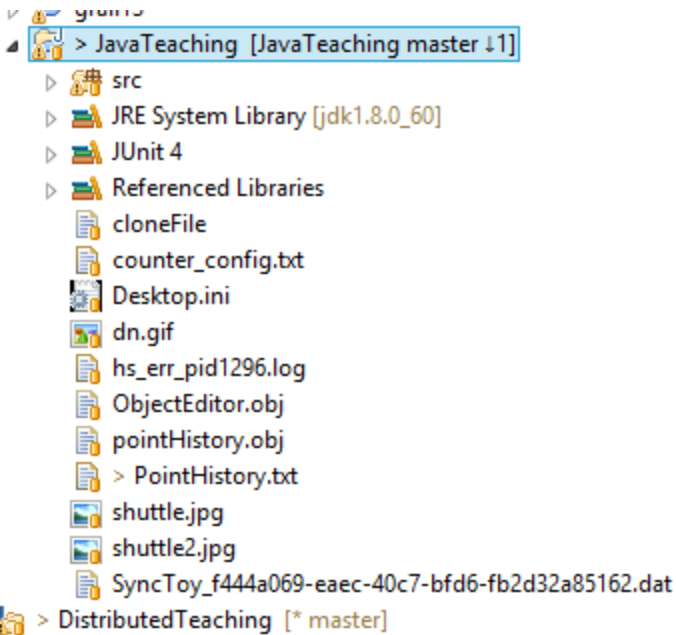 > JavaTeaching [JavaTeaching master ↓1]
src
JRE System Library [jdk1.8.0_60]
JUnit 4
Referenced Libraries
cloneFile
counter_config.txt
Desktop.ini
dn.gif
hs_err_pid1296.log
ObjectEditor.obj
pointHistory.obj
> PointHistory.txt
shuttle.jpg
shuttle2.jpg
SyncToy_f444a069-eaec-40c7-bfd6-fb2d32a85162.dat
> DistributedTeaching [* master]